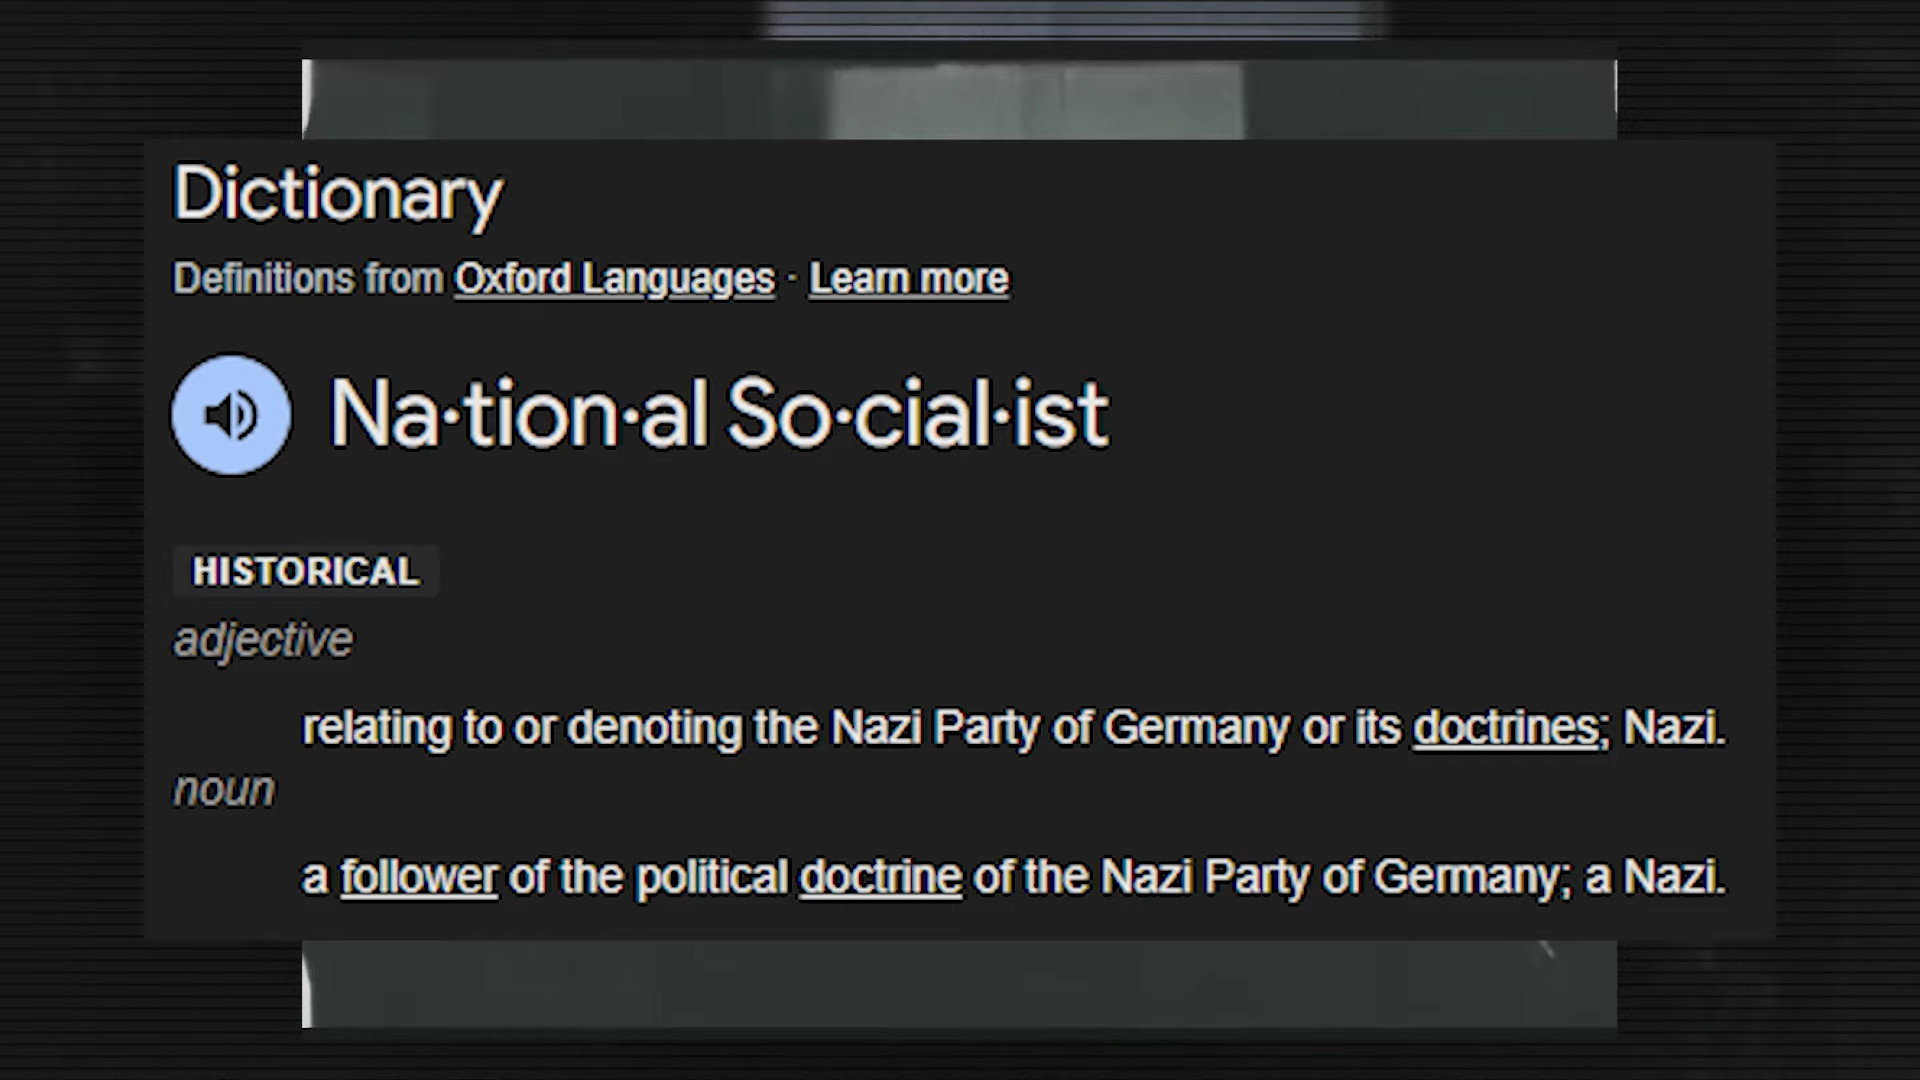 Dictionary
Definitions from Oxford Languages · Learn more
Na·tion·al So·cial·ist
HISTORICAL
adjective
relating to or denoting the Nazi Party of Germany or its doctrines; Nazi.
noun
a follower of the political doctrine of the Nazi Party of Germany; a Nazi.